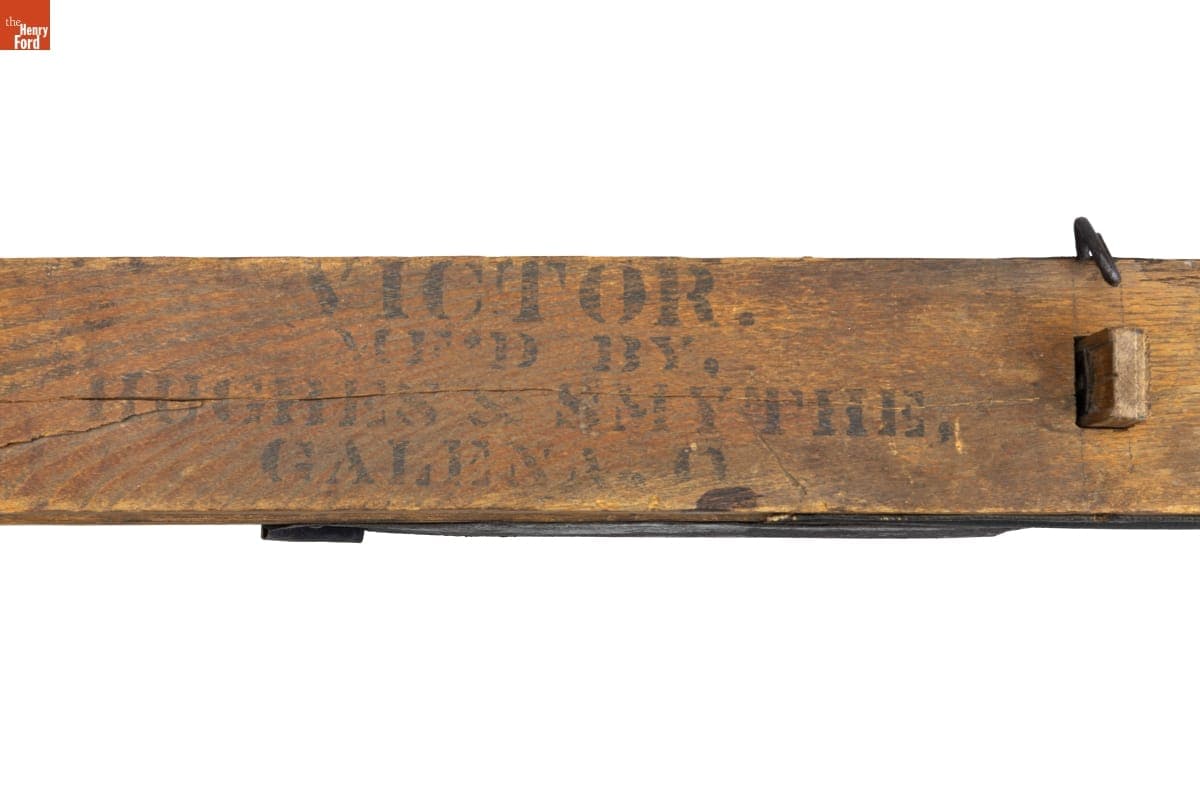 the
Henry
Ford
VICTOR.
MF'D BY,
HUGHES & SMYTHE,
GALENA. O